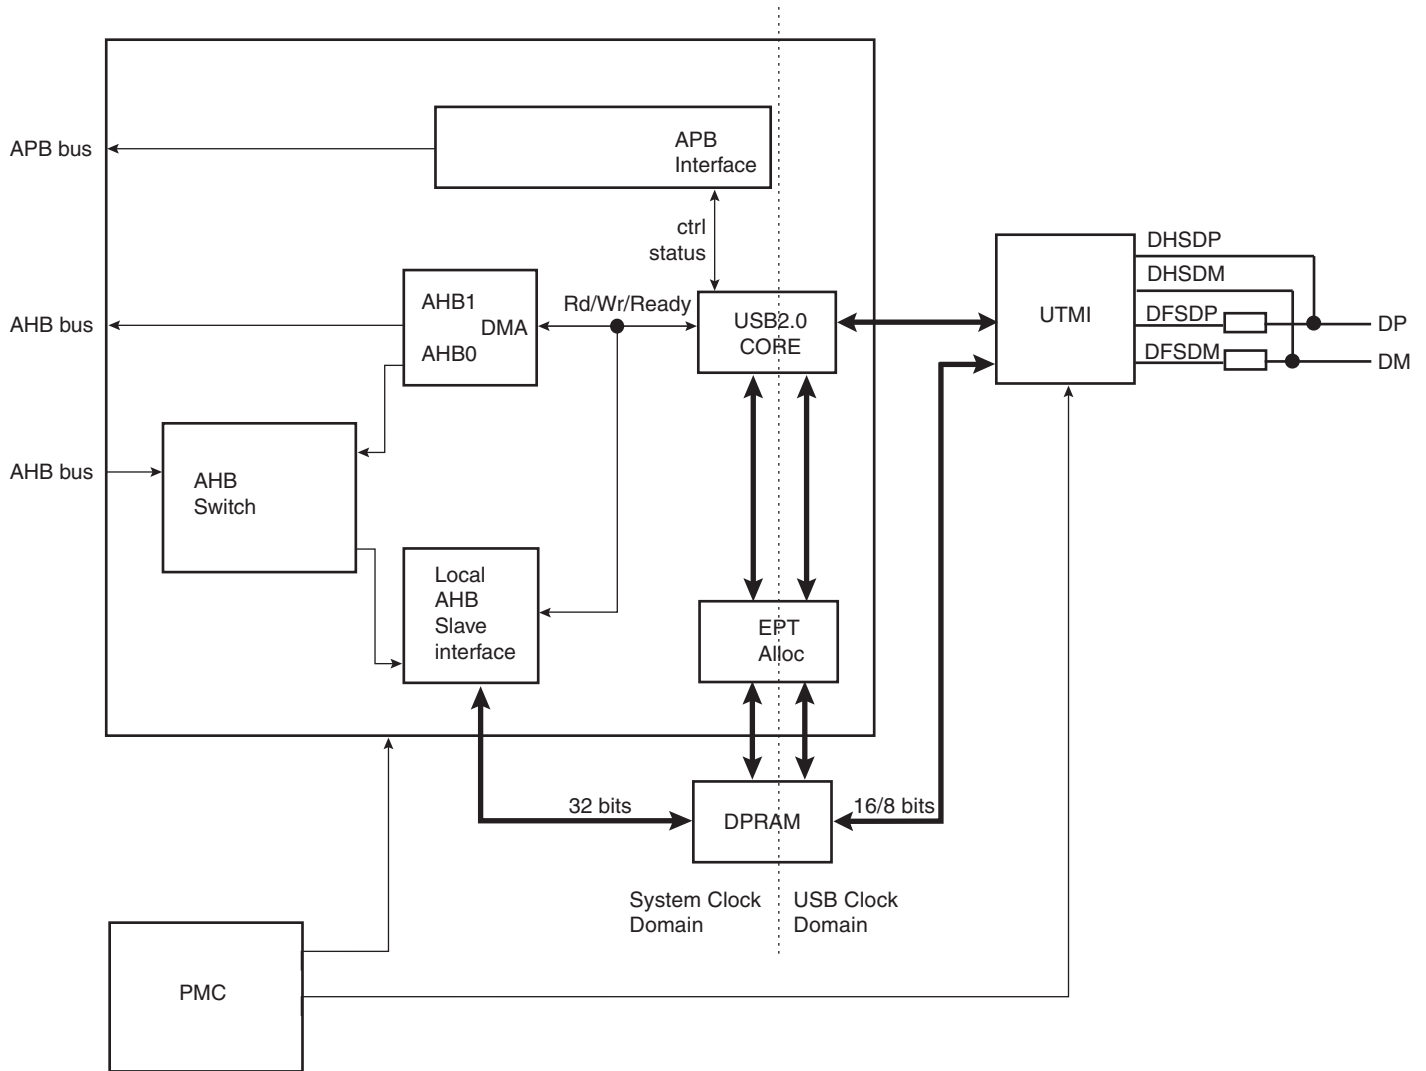 APB bus
APB
Interface
ctrl
status
AHB bus
AHB1
DMA
AHB0
Rd/Wr/Ready
USB2.0
CORE
UTMI
DHSDP
DHSDM
DFSDP
DFSDM
DP
DM
AHB bus
AHB
Switch
Local
AHB
Slave
interface
EPT
Alloc
32 bits
DPRAM
16/8 bits
System Clock
Domain
USB Clock
Domain
PMC